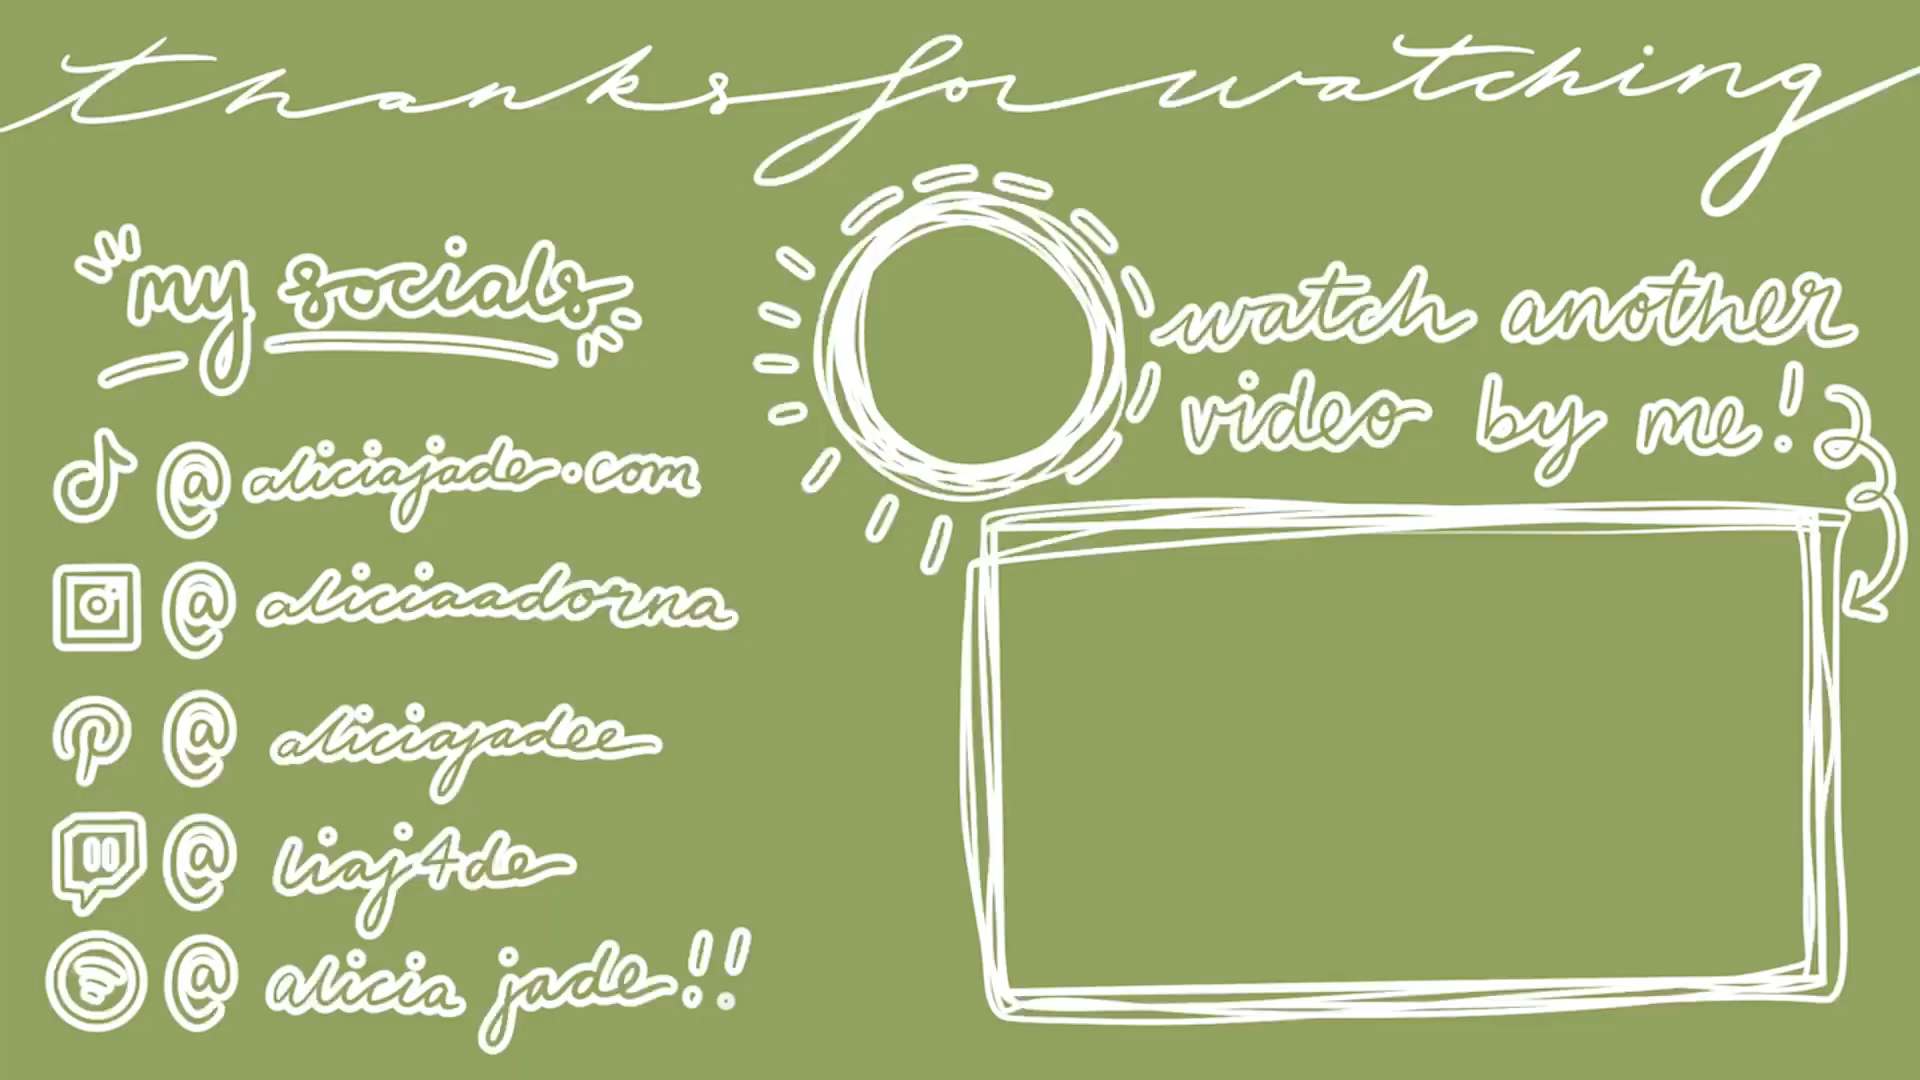 thanks for watching
my socials
watch another
video by me!
@aliciajade.com
@aliciaadorna
@aliciajadee
@liaj4de
@alicia jade!!